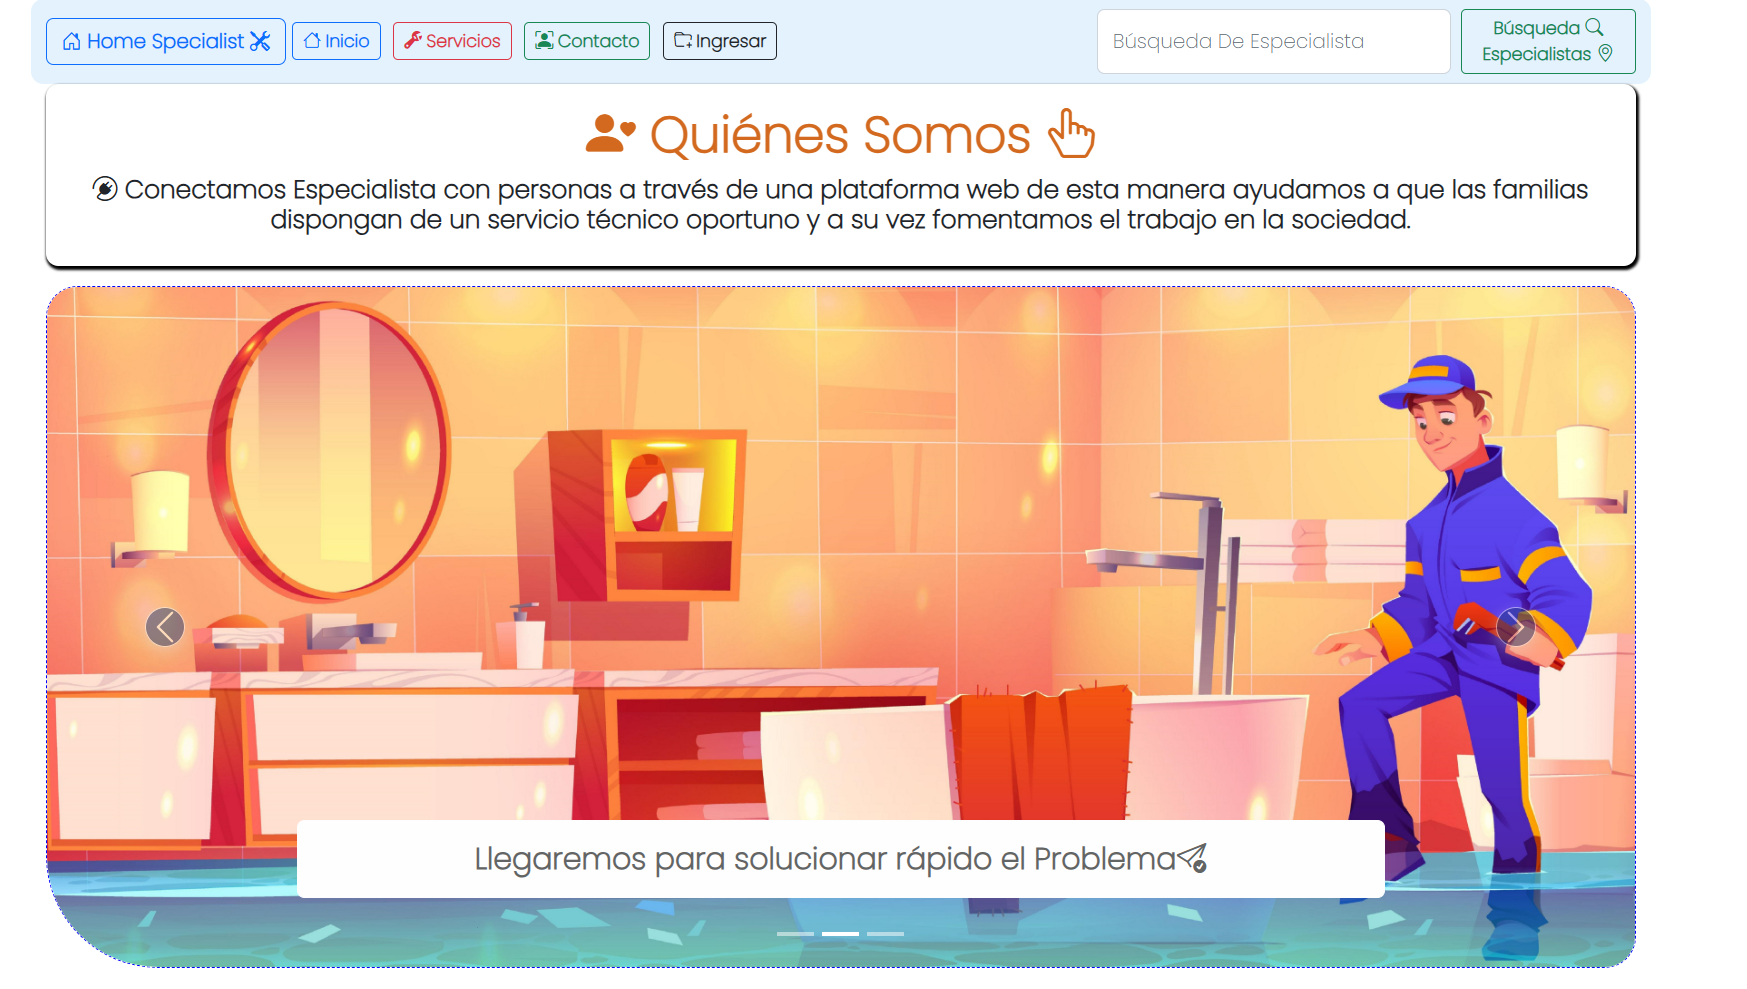 Home Specialist
Inicio
Servicios
Contacto
Ingresar
Búsqueda De Especialista
Búsqueda
Especialistas
Quiénes Somos
Conectamos Especialista con personas a través de una plataforma web de esta manera ayudamos a que las familias
dispongan de un servicio técnico oportuno y a su vez fomentamos el trabajo en la sociedad.
Llegaremos para solucionar rápido el Problema